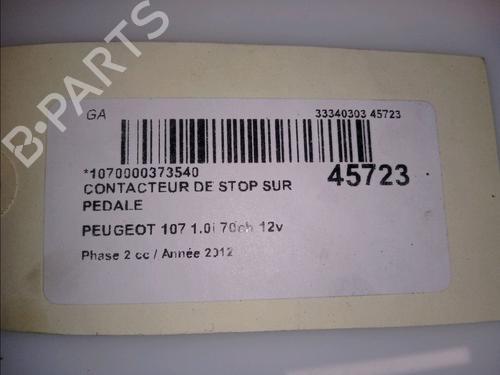 B-PARTS
GA
33340303 45723
*1070000373540
CONTACTEUR DE STOP SUR
45723
PEDALE
PEUGEOT 107 1.0i 70ch 12v
Phase 2 cc / Année 2012